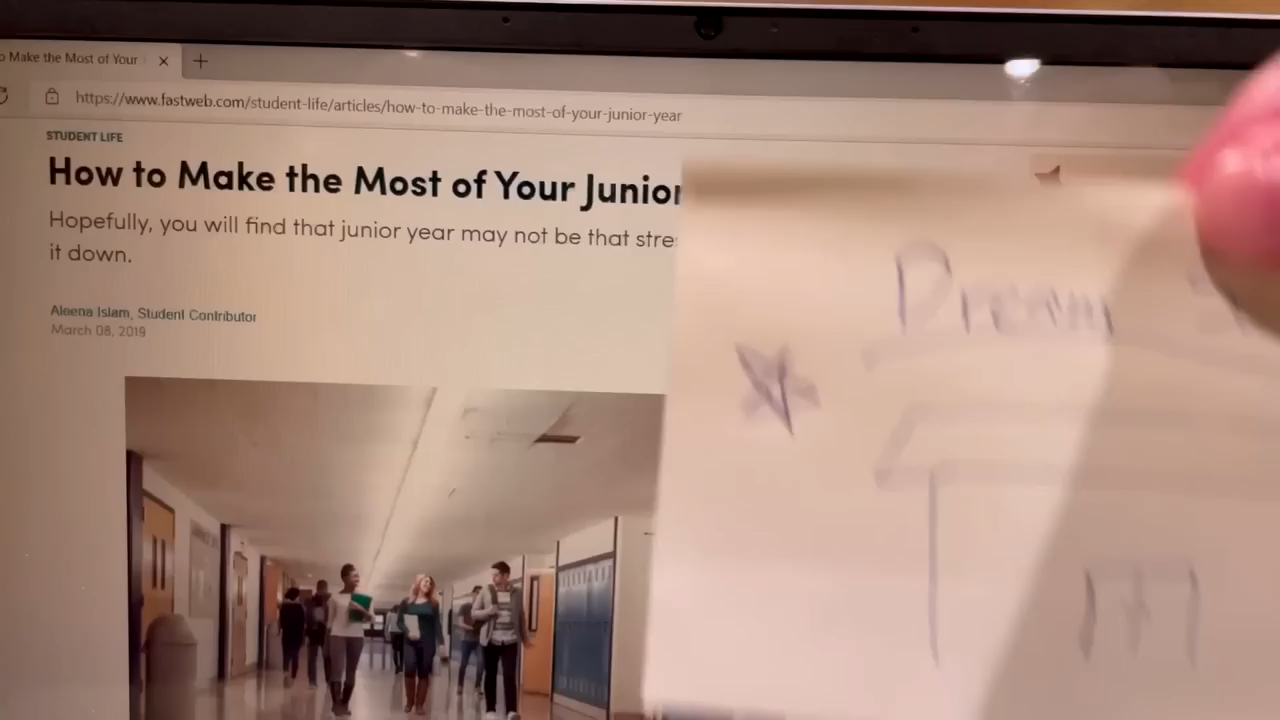 Make the Most of Your
https://www.fastweb.com/student-life/articles/how-to-make-the-most-of-your-junior-year
STUDENT LIFE
How to Make the Most of Your Junior
Hopefully, you will find that junior year may not be that stre
it down.
Aleena Islam, Student Contributor
March 08, 2019
Dream